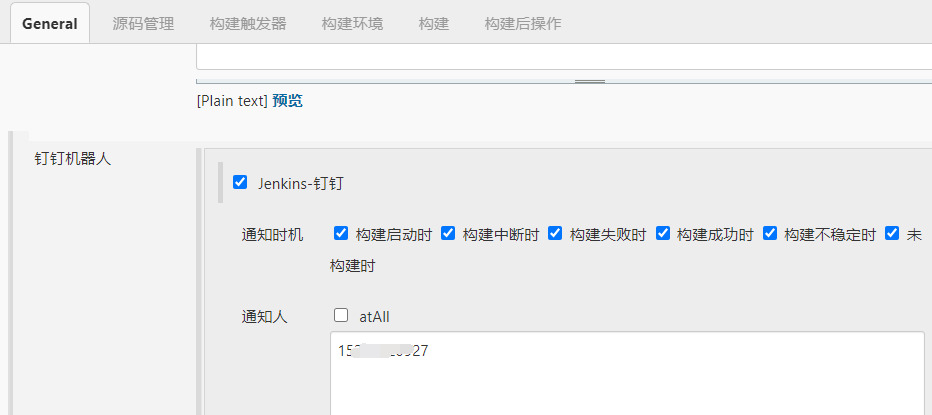 General 源码管理 构建触发器 构建环境 构建 构建后操作
[Plain text] 预览
钉钉机器人
Jenkins-钉钉
通知时机 构建启动时 构建中断时 构建失败时 构建成功时 构建不稳定时 未
构建时
通知人 atAll